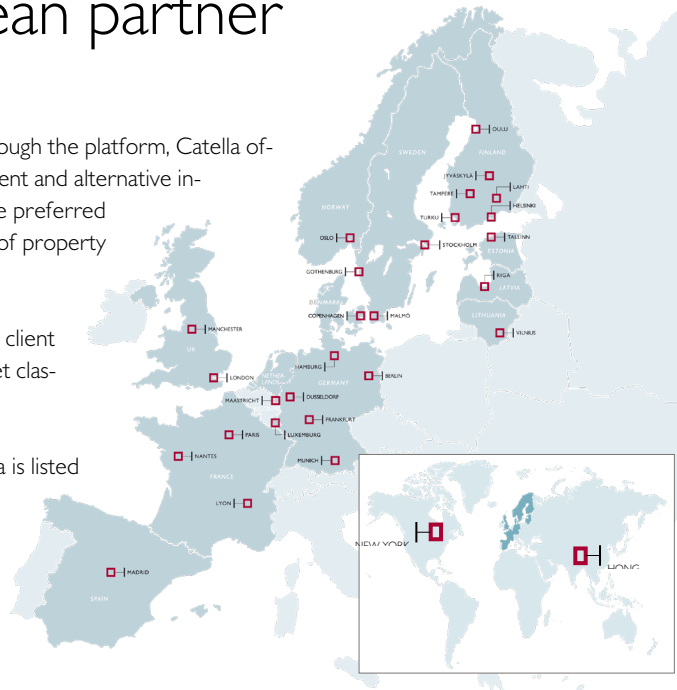 ean partner
ough the platform, Catella of-
ent and alternative in-
e preferred
of property
client
et clas-
a is listed
OULU
SWEDEN
FINLAND
JYVÄSKYLÄ
LAHTI
TAMPERE
HELSINKI
NORWAY
TURKU
OSLO
TALLINN
STOCKHOLM
ESTONIA
GOTHENBURG
RIGA
LATVIA
DENMARK
COPENHAGEN
MALMÖ
LITHUANIA
MANCHESTER
VILNIUS
UK
HAMBURG
LONDON
BERLIN
NETHER
LANDS
GERMANY
MAASTRICHT
DUSSELDORF
FRANKFURT
PARIS
LUXEMBURG
NANTES
MUNICH
FRANCE
LYON
NEW YORK
HONG
MADRID
SPAIN